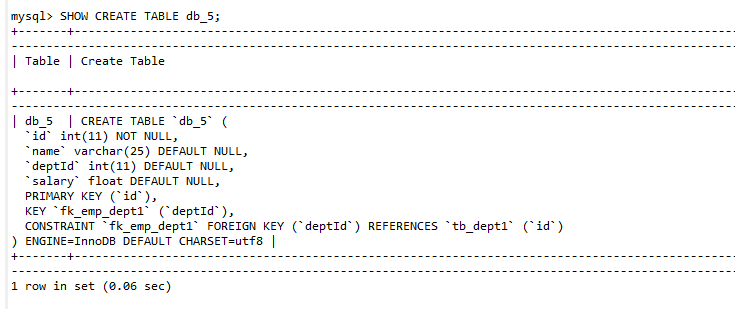 mysql> SHOW CREATE TABLE db_5;
+-------+--------------------------------------------------------------------------------------------
---------------------------------------------------------------------------------------------------------
| Table | Create Table
+-------+--------------------------------------------------------------------------------------------
---------------------------------------------------------------------------------------------------------
| db_5  | CREATE TABLE `db_5` (
  `id` int(11) NOT NULL,
  `name` varchar(25) DEFAULT NULL,
  `deptId` int(11) DEFAULT NULL,
  `salary` float DEFAULT NULL,
  PRIMARY KEY (`id`),
  KEY `fk_emp_dept1` (`deptId`),
  CONSTRAINT `fk_emp_dept1` FOREIGN KEY (`deptId`) REFERENCES `tb_dept1` (`id`)
) ENGINE=InnoDB DEFAULT CHARSET=utf8 |
+-------+--------------------------------------------------------------------------------------------
---------------------------------------------------------------------------------------------------------
1 row in set (0.06 sec)